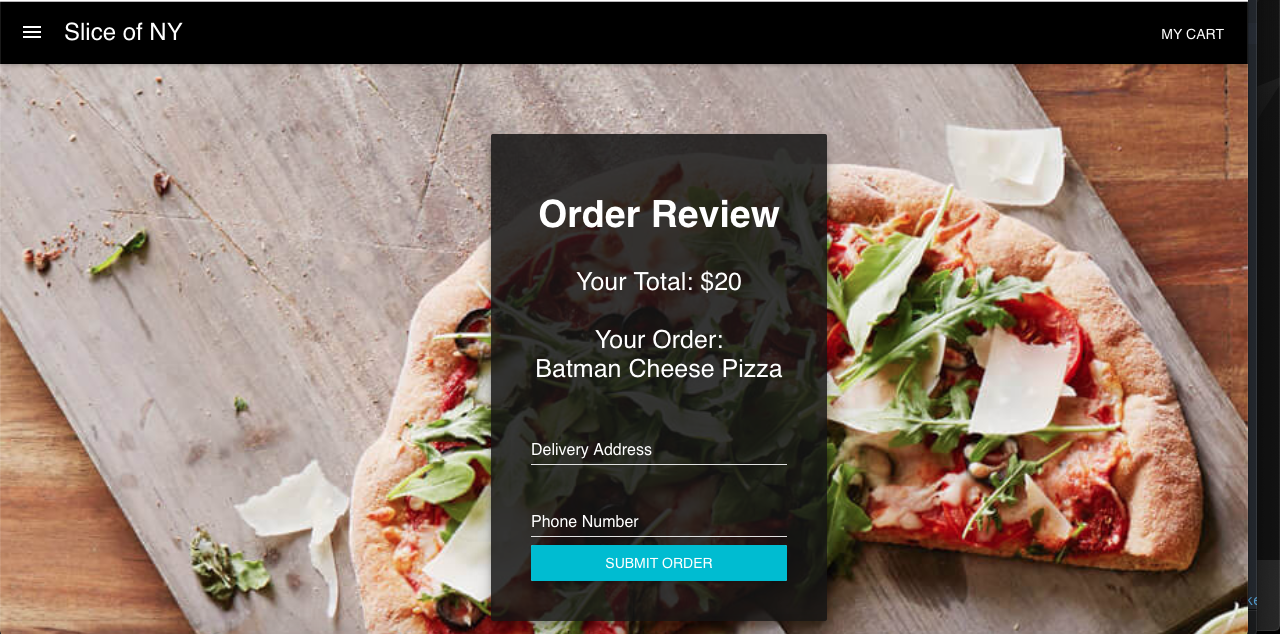 Slice of NY
MY CART
Order Review
Your Total: $20
Your Order:
Batman Cheese Pizza
Delivery Address
Phone Number
SUBMIT ORDER